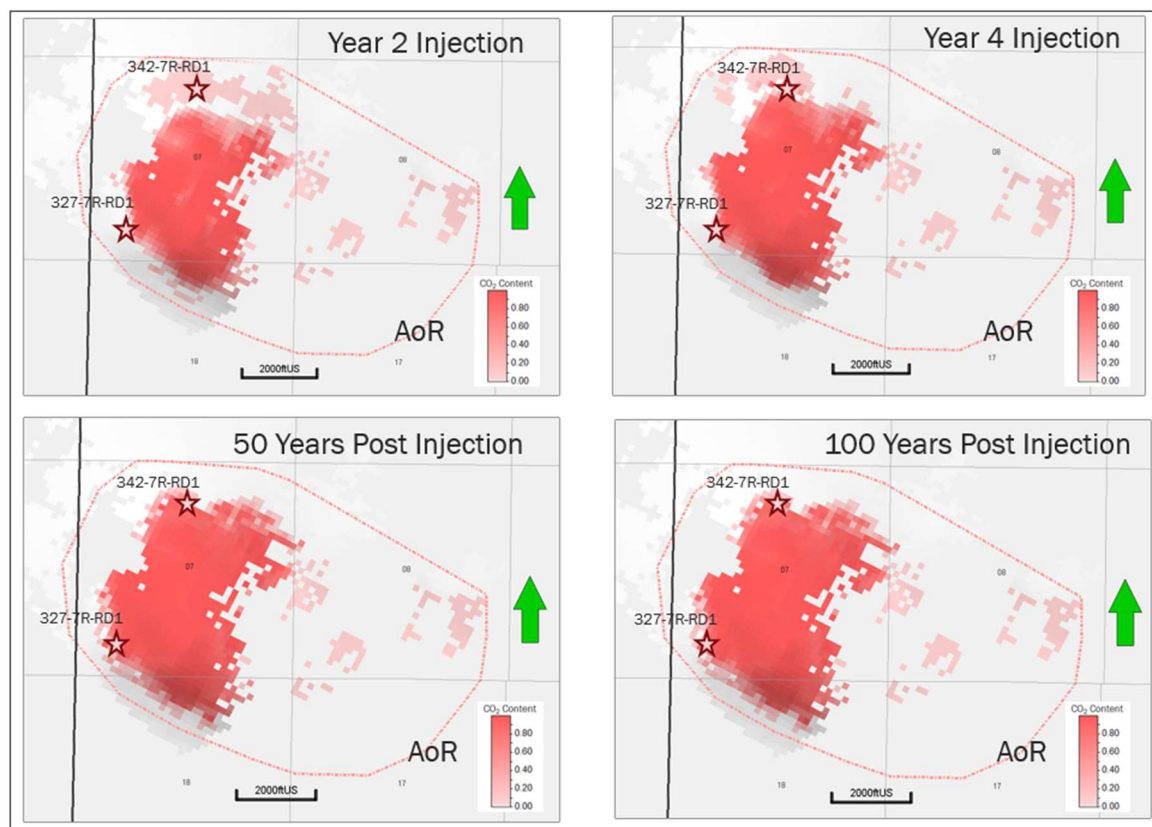 Year 2 Injection
342-7R-RD1
07
08
327-7R-RD1
CO₂ Content
0.80
0.60
0.40
0.20
0.00
AoR
18
17
2000ftUS
Year 4 Injection
342-7R-RD1
07
08
327-7R-RD1
CO₂ Content
0.80
0.60
0.40
0.20
0.00
AoR
18
17
2000ftUS
50 Years Post Injection
342-7R-RD1
07
08
327-7R-RD1
CO₂ Content
0.80
0.60
0.40
0.20
0.00
AoR
18
17
2000ftUS
100 Years Post Injection
342-7R-RD1
07
08
327-7R-RD1
CO₂ Content
0.80
0.60
0.40
0.20
0.00
AoR
18
17
2000ftUS